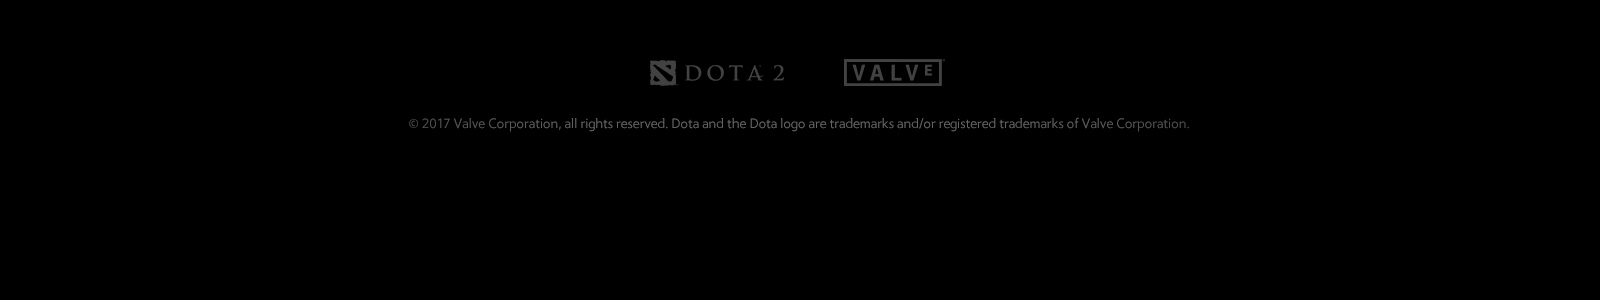 DOTA 2 VALVE
© 2017 Valve Corporation, all rights reserved. Dota and the Dota logo are trademarks and/or registered trademarks of Valve Corporation.